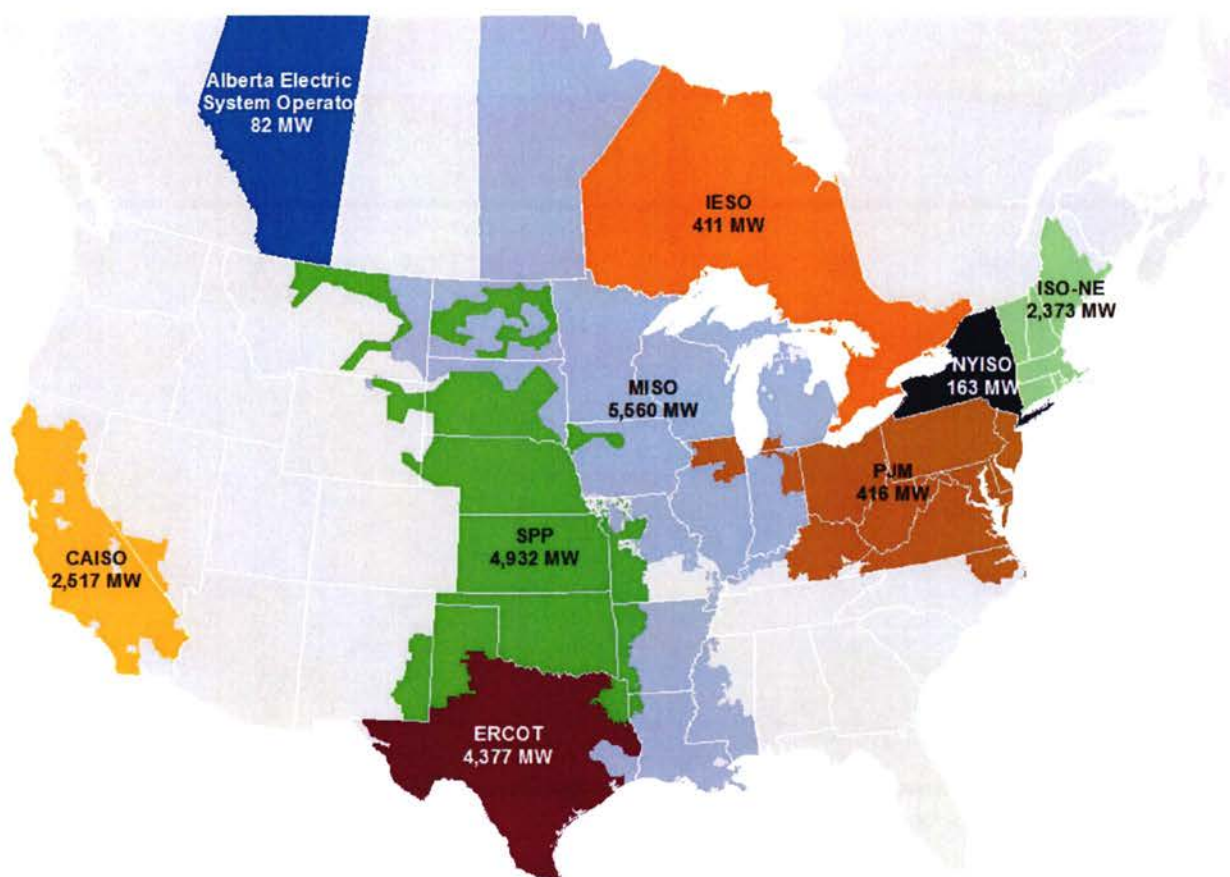 Alberta Electric
System Operato
82 MW
IESO
411 MW
ISO-NE
2,373 MW
NYISO
163 MW
MISO
5,560 MW
PJM
416 MW
SPP
4,932 MW
CAISO
2,517 MW
ERCOT
4,377 MW